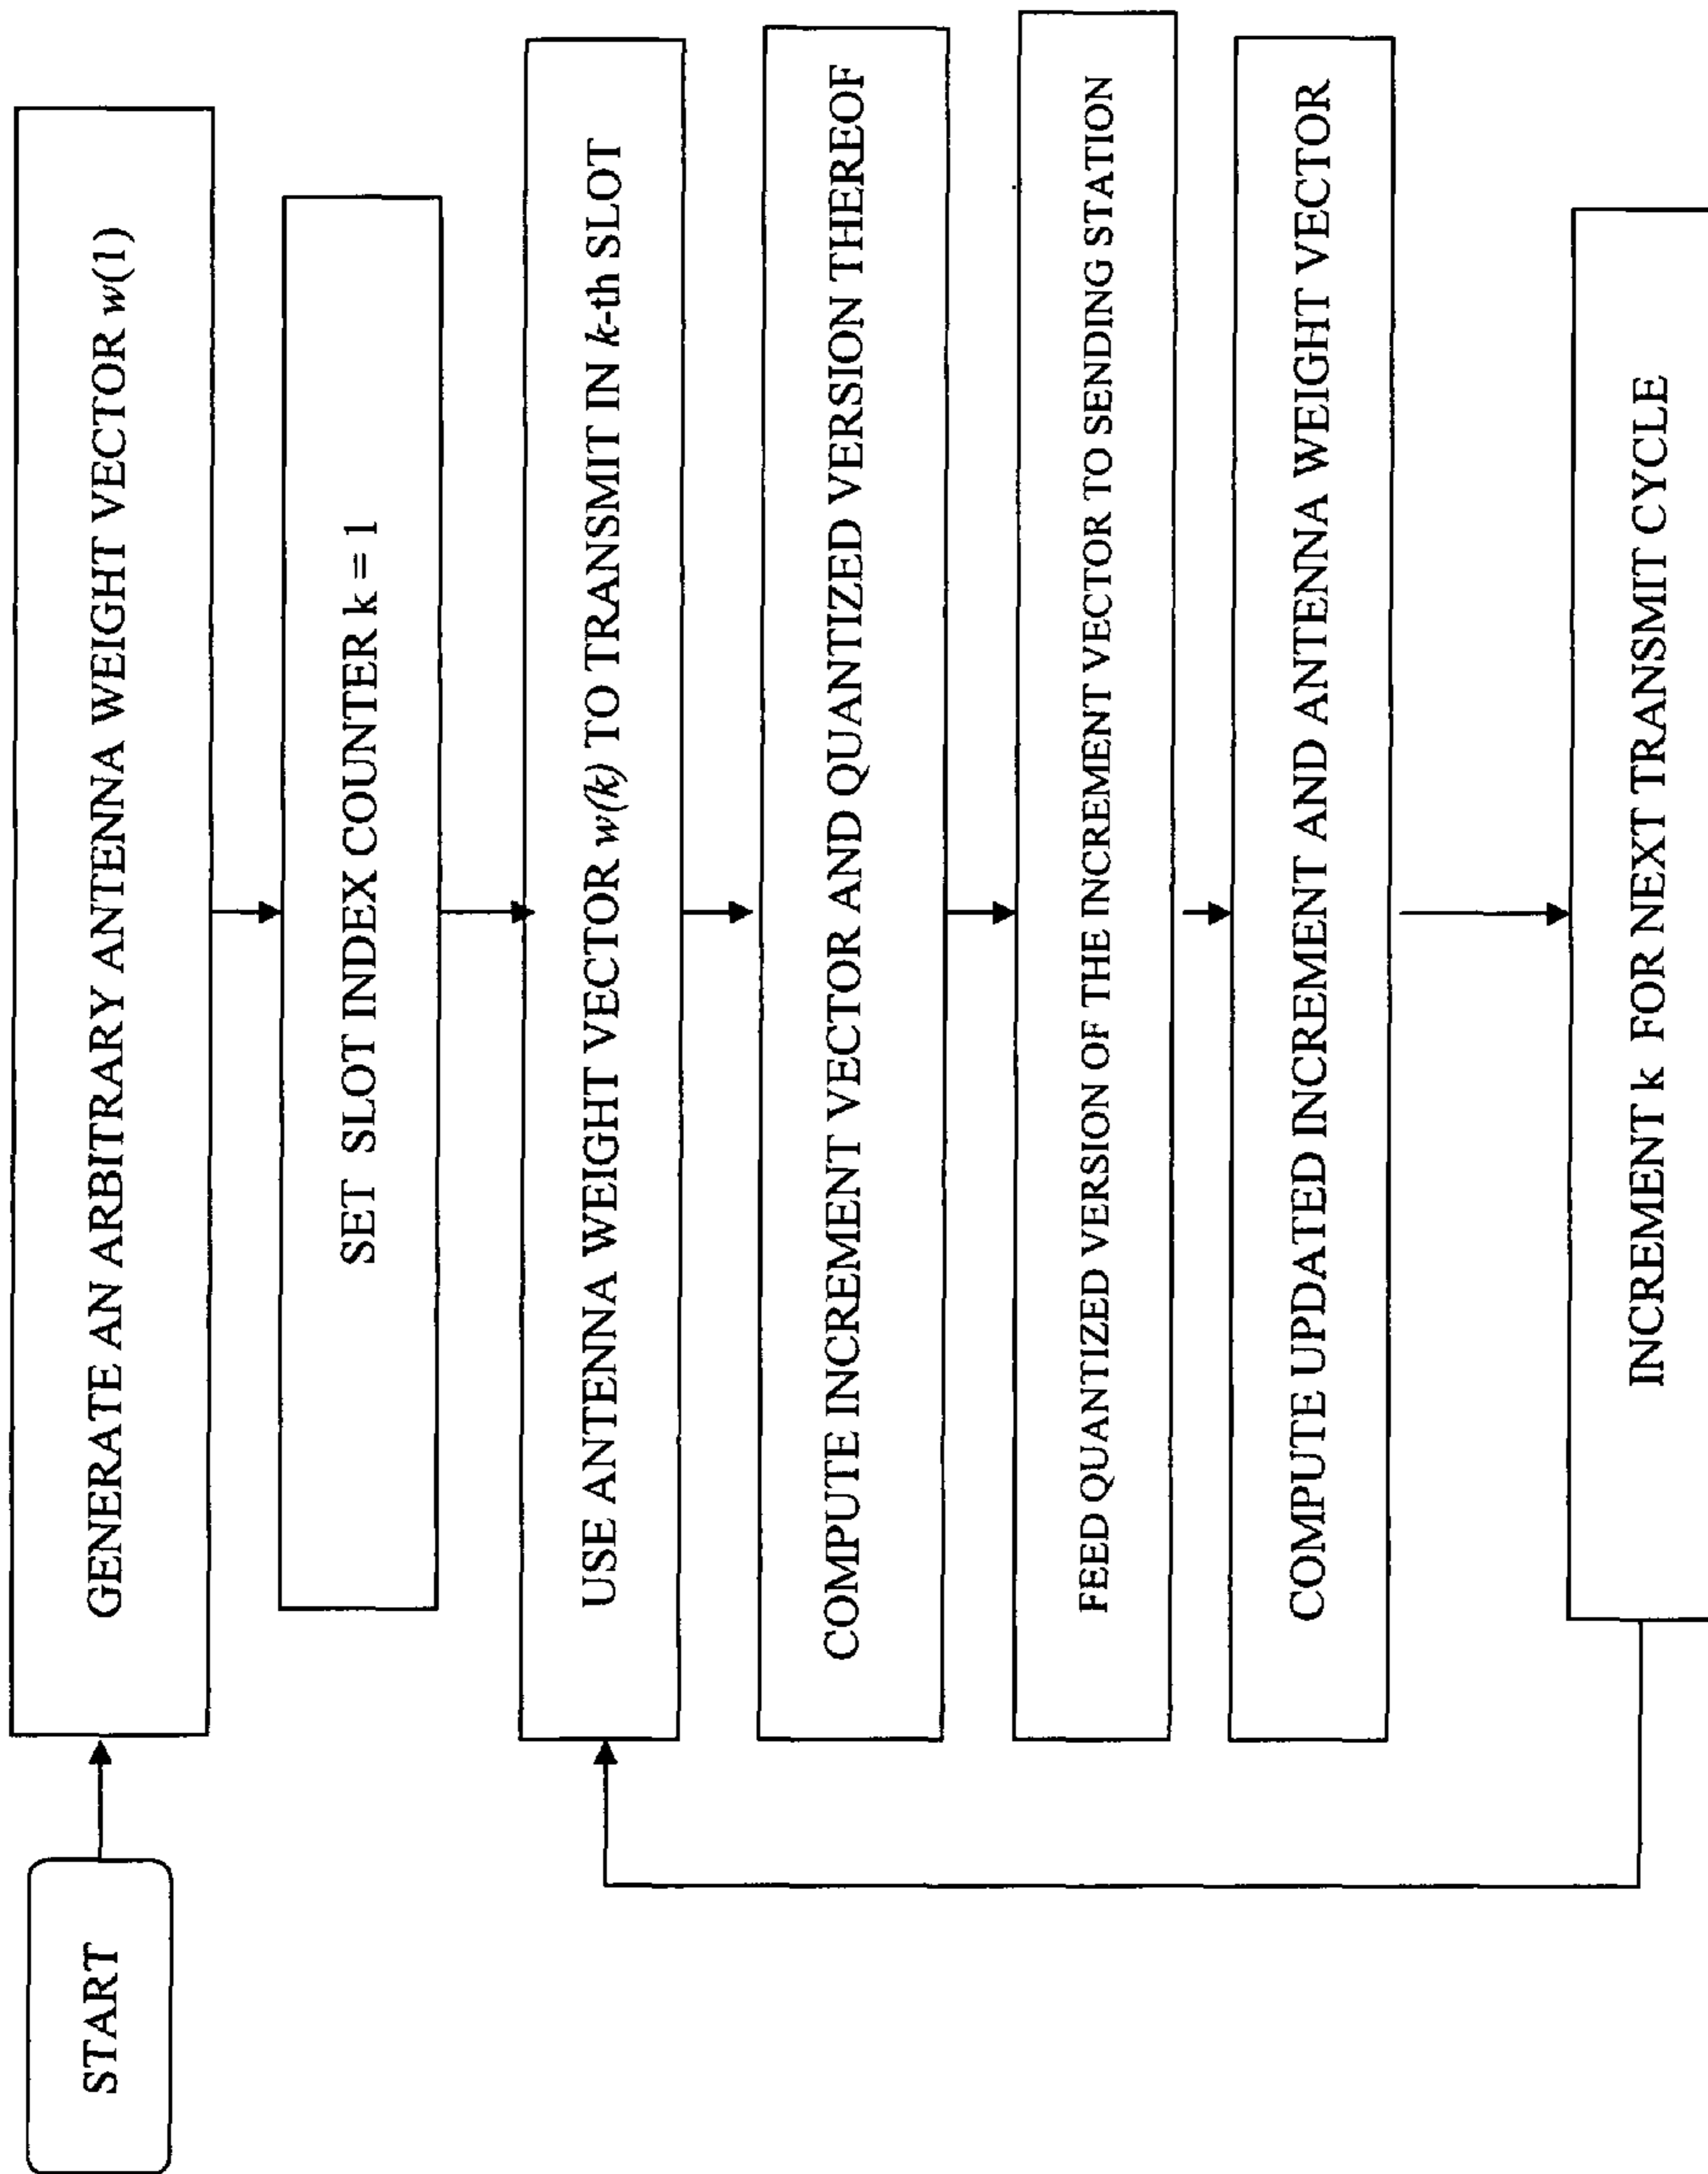 START
GENERATE AN ARBITRARY ANTENNA WEIGHT VECTOR w(1)
SET SLOT INDEX COUNTER k = 1
USE ANTENNA WEIGHT VECTOR w(k) TO TRANSMIT IN k-th SLOT
COMPUTE INCREMENT VECTOR AND QUANTIZED VERSION THEREOF
FEED QUANTIZED VERSION OF THE INCREMENT VECTOR TO SENDING STATION
COMPUTE UPDATED INCREMENT AND ANTENNA WEIGHT VECTOR
INCREMENT k FOR NEXT TRANSMIT CYCLE